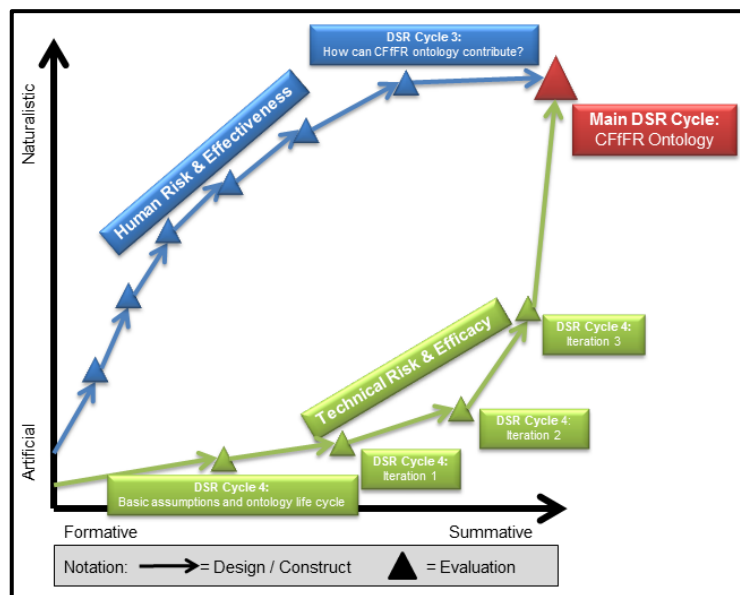 DSR Cycle 3:
How can CFfFR ontology contribute?
Naturalistic
Human Risk & Effectiveness
Main DSR Cycle:
CFfFR Ontology
Technical Risk & Efficacy
DSR Cycle 4:
Iteration 3
DSR Cycle 4:
Iteration 2
DSR Cycle 4:
Iteration 1
DSR Cycle 4:
Basic assumptions and ontology life cycle
Artificial
Formative
Summative
Notation:
= Design / Construct
= Evaluation